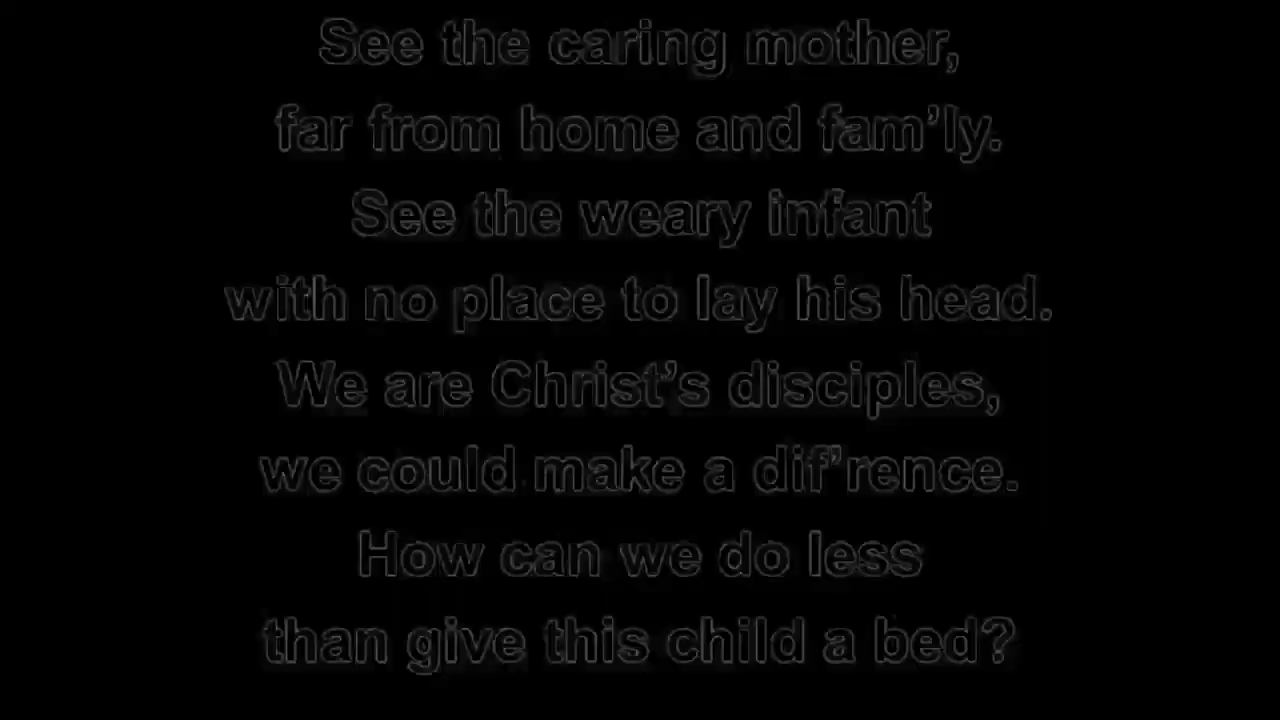 See the caring mother,
far from home and fam’ly.
See the weary infant
with no place to lay his head.
We are Christ’s disciples,
we could make a dif’rence.
How can we do less
than give this child a bed?